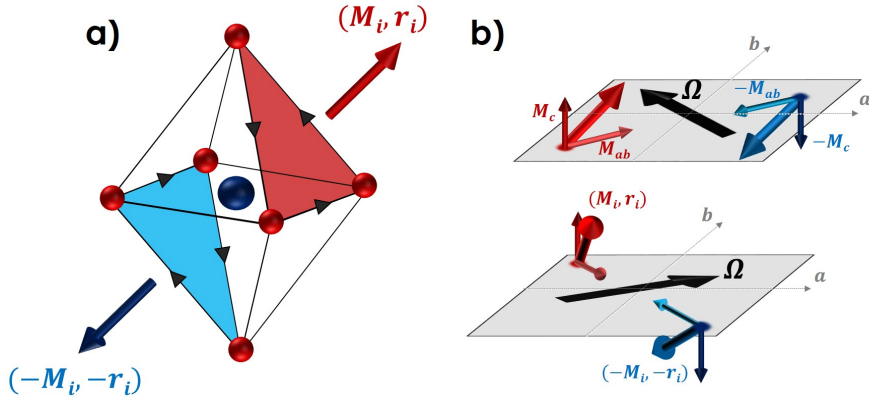 a)
(M_i, r_i)
(-M_i, -r_i)
b)
b
a
Ω
M_c
M_ab
-M_ab
-M_c
(M_i, r_i)
b
a
Ω
(-M_i, -r_i)